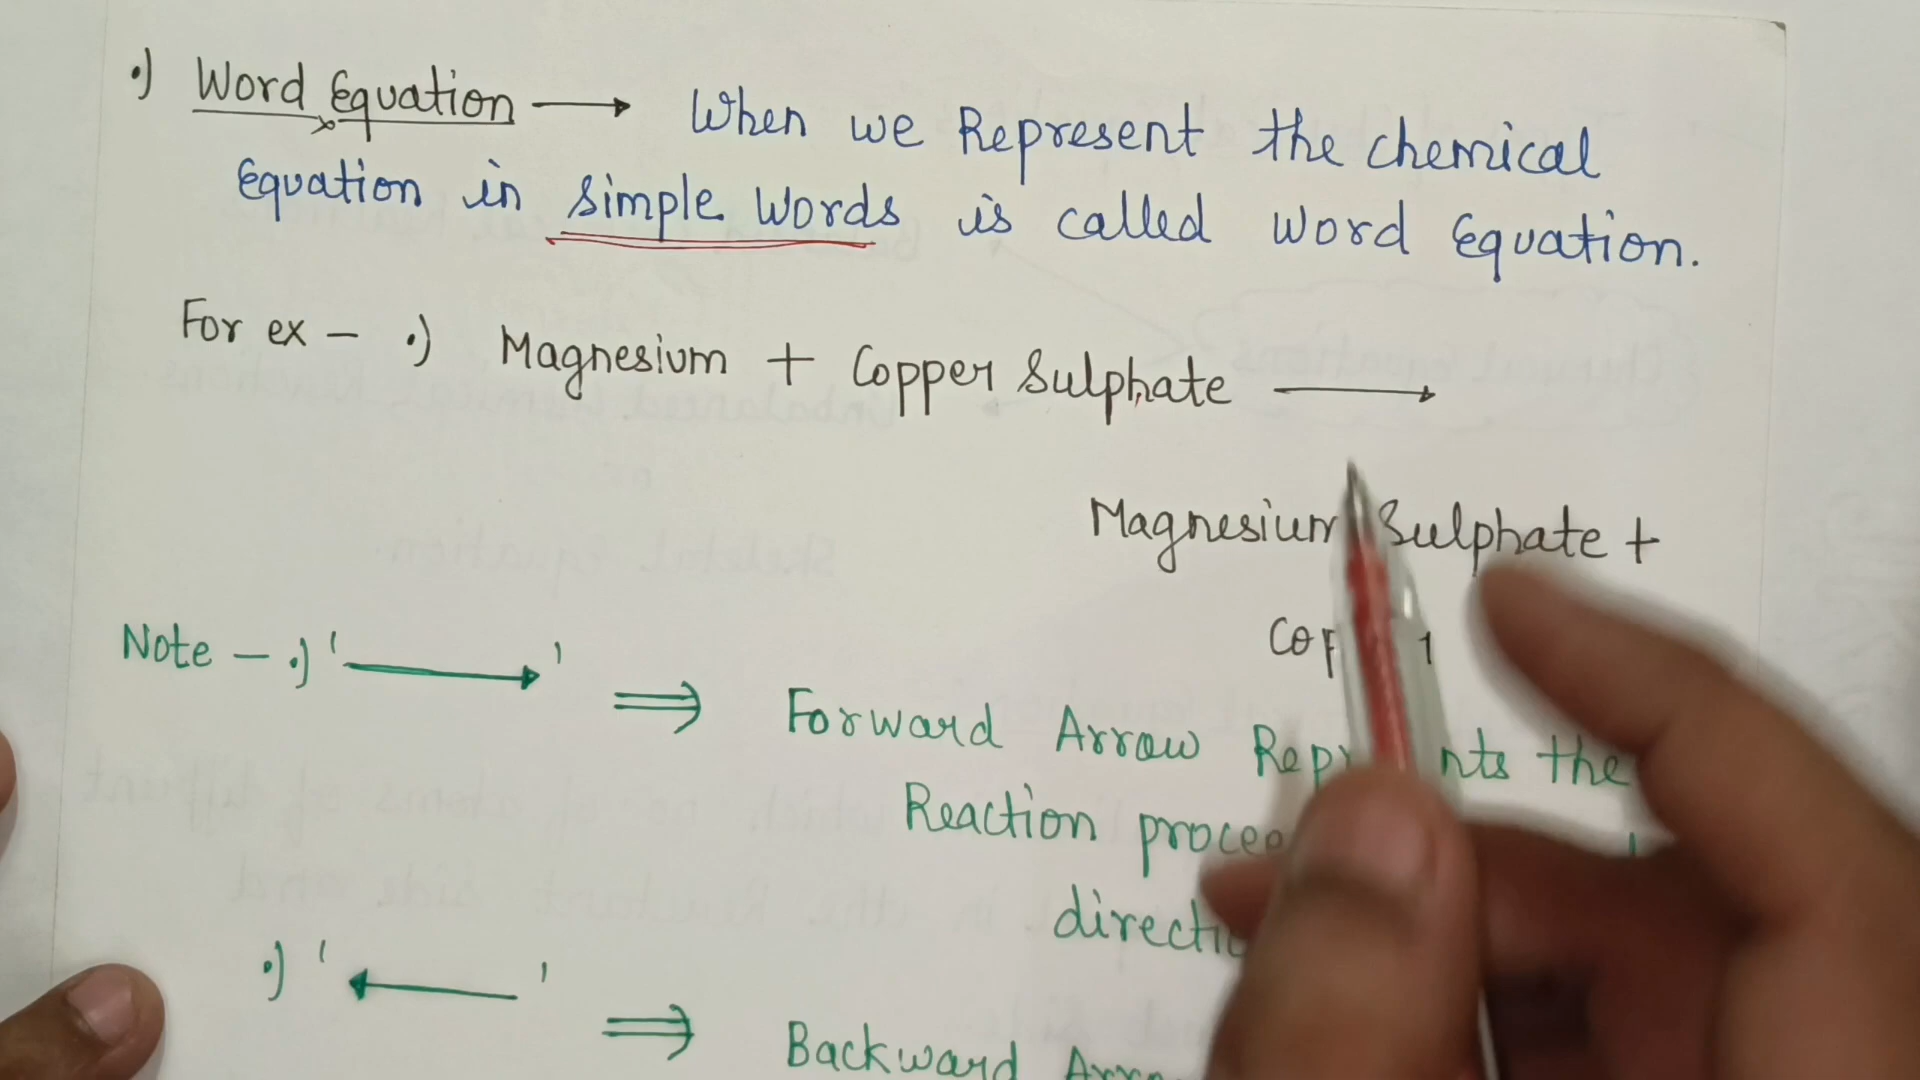 •) Word Equation → When we Represent the chemical
Equation in simple words is called word Equation.
For ex – •) Magnesium + Copper Sulphate →
Magnesium Sulphate +
Note – •) ' → ' ⇒ Forward Arrow the
Reaction
•) ' ← ' ⇒ Backward